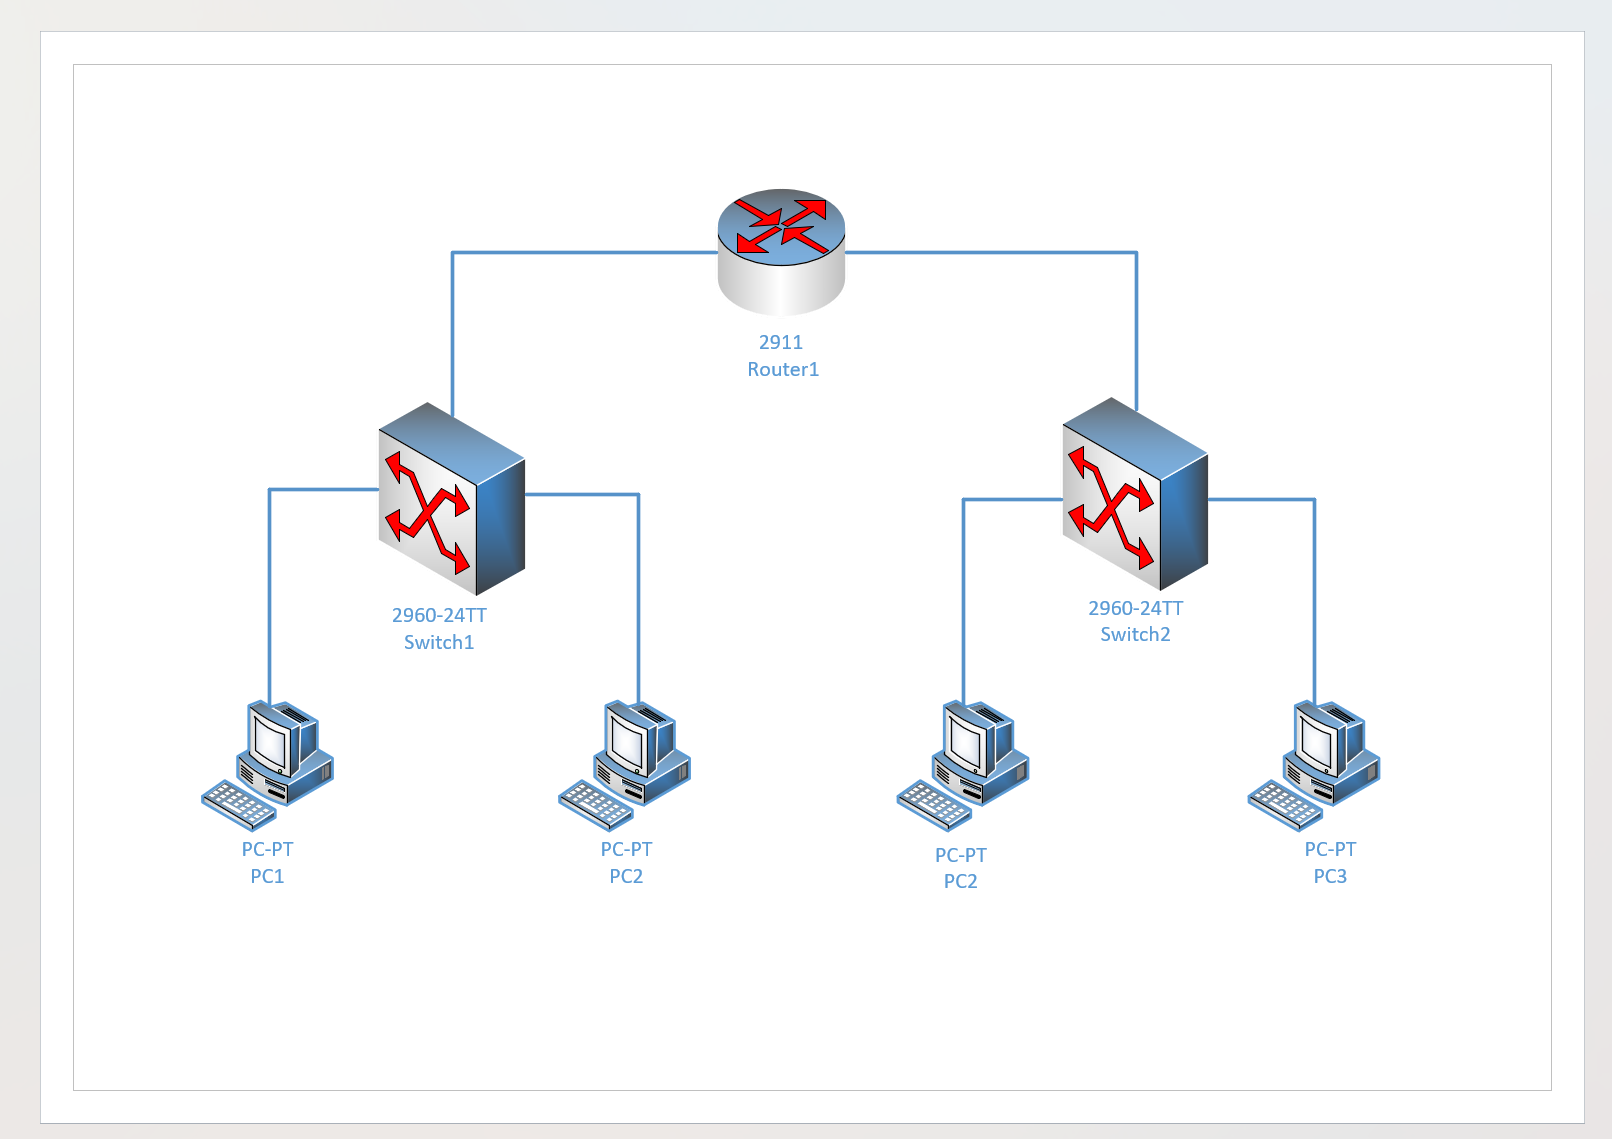 2911
Router1
2960-24TT
Switch1
2960-24TT
Switch2
PC-PT
PC1
PC-PT
PC2
PC-PT
PC2
PC-PT
PC3